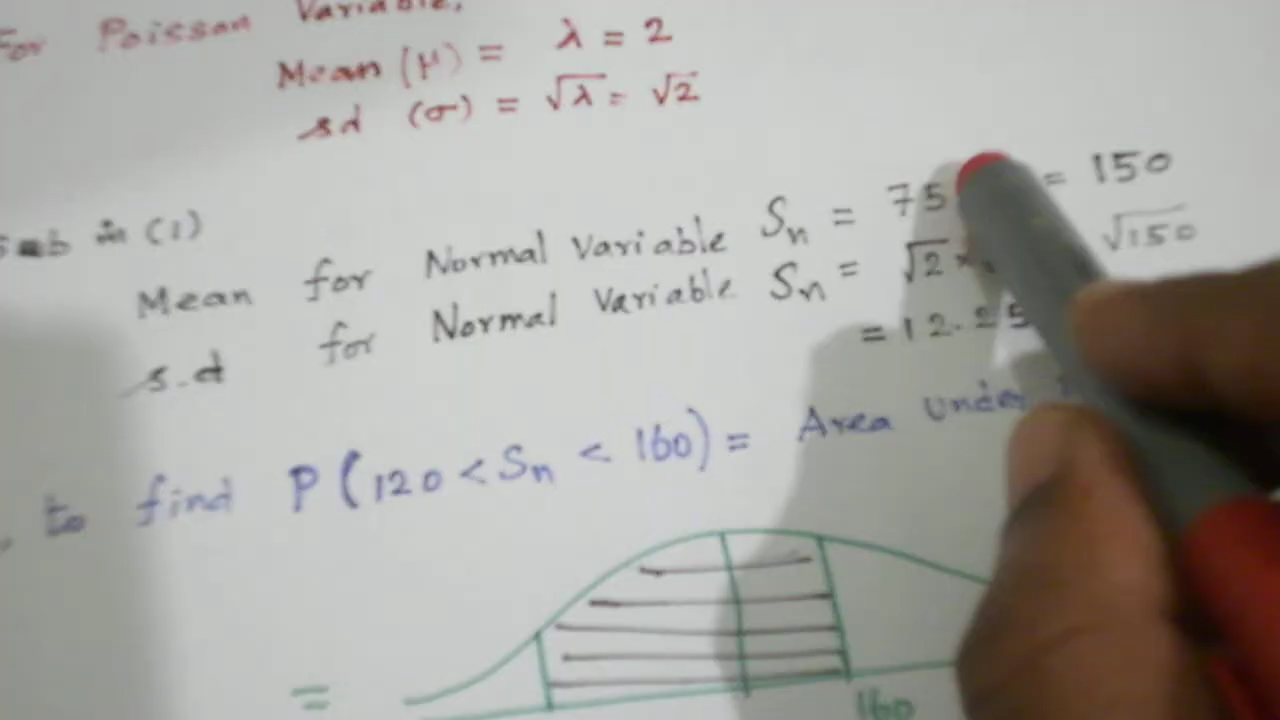 For Poisson Variable,
Mean (μ) = λ = 2
sd (σ) = √λ = √2
Sub in (1)
Mean for Normal Variable Sn = 75 = 150
s.d for Normal Variable Sn = √2 × √150
= 12.25
to find P(120 < Sn < 160) = Area Under
=
160